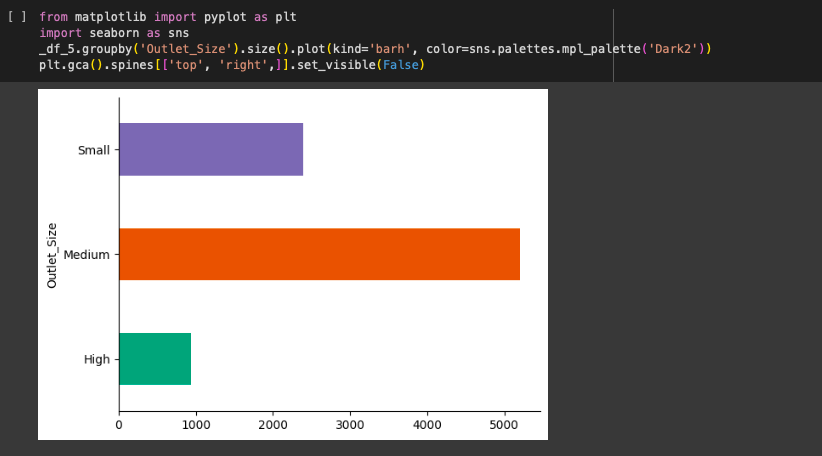 [ ] from matplotlib import pyplot as plt
import seaborn as sns
_df_5.groupby('Outlet_Size').size().plot(kind='barh', color=sns.palettes.mpl_palette('Dark2'))
plt.gca().spines[['top', 'right',]].set_visible(False)
Small
Outlet_Size
Medium
High
0 1000 2000 3000 4000 5000